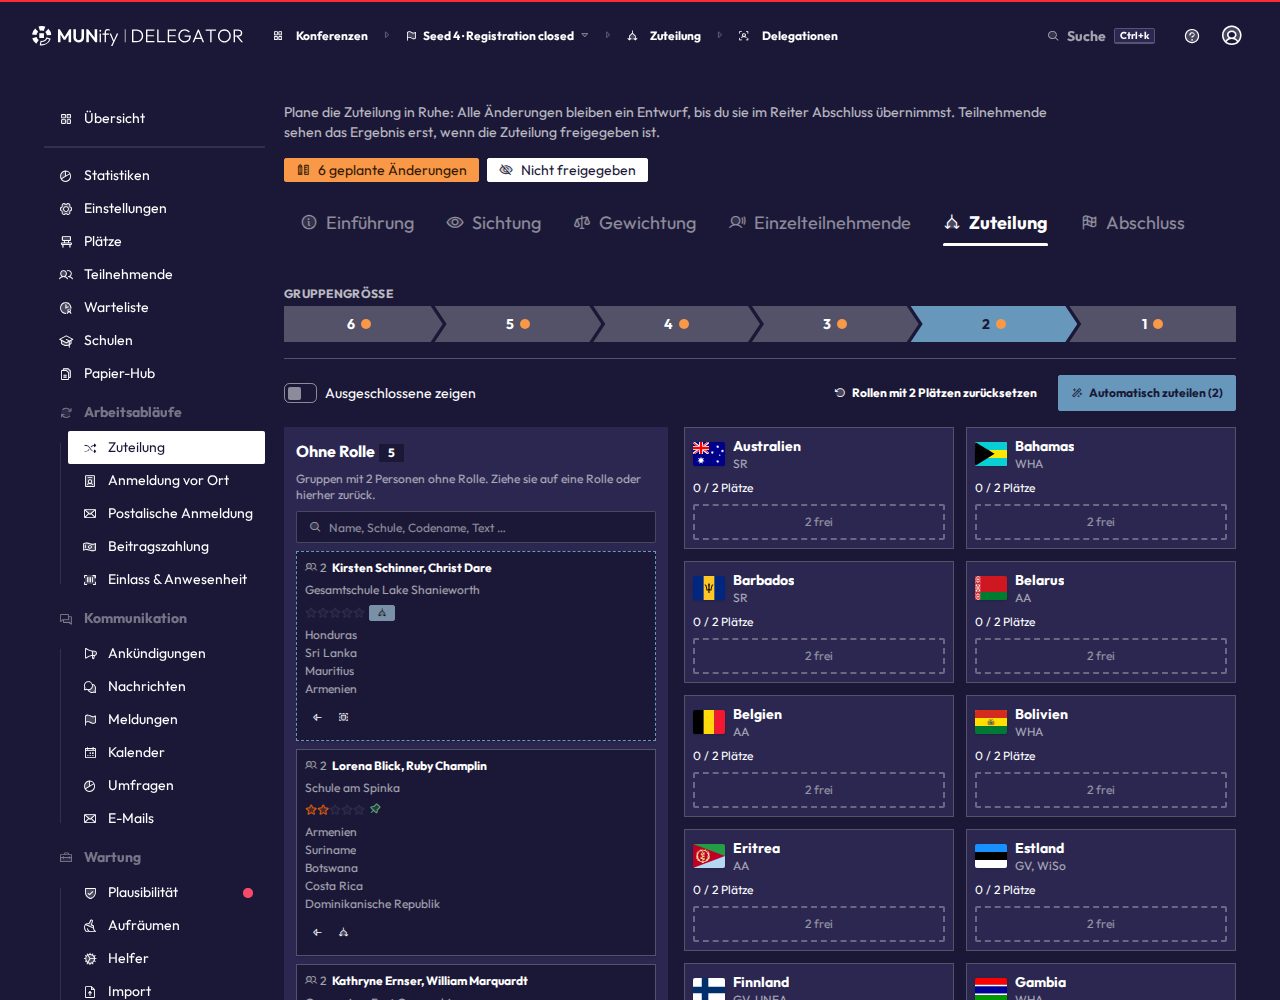 MUNify | DELEGATOR
Konferenzen
Seed 4 · Registration closed
Zuteilung
Delegationen
Suche
Ctrl+k
Übersicht
Statistiken
Einstellungen
Plätze
Teilnehmende
Warteliste
Schulen
Papier-Hub
Arbeitsabläufe
Zuteilung
Anmeldung vor Ort
Postalische Anmeldung
Beitragszahlung
Einlass & Anwesenheit
Kommunikation
Ankündigungen
Nachrichten
Meldungen
Kalender
Umfragen
E-Mails
Wartung
Plausibilität
Aufräumen
Helfer
Import
Plane die Zuteilung in Ruhe: Alle Änderungen bleiben ein Entwurf, bis du sie im Reiter Abschluss übernimmst. Teilnehmende
sehen das Ergebnis erst, wenn die Zuteilung freigegeben ist.
6 geplante Änderungen
Nicht freigegeben
Einführung
Sichtung
Gewichtung
Einzelteilnehmende
Zuteilung
Abschluss
GRUPPENGRÖSSE
6
5
4
3
2
1
Ausgeschlossene zeigen
Rollen mit 2 Plätzen zurücksetzen
Automatisch zuteilen (2)
Ohne Rolle 5
Gruppen mit 2 Personen ohne Rolle. Ziehe sie auf eine Rolle oder
hierher zurück.
Name, Schule, Codename, Text ...
2 Kirsten Schinner, Christ Dare
Gesamtschule Lake Shanieworth
Honduras
Sri Lanka
Mauritius
Armenien
2 Lorena Blick, Ruby Champlin
Schule am Spinka
Armenien
Suriname
Botswana
Costa Rica
Dominikanische Republik
2 Kathryne Ernser, William Marquardt
Australien
SR
0 / 2 Plätze
2 frei
Bahamas
WHA
0 / 2 Plätze
2 frei
Barbados
SR
0 / 2 Plätze
2 frei
Belarus
AA
0 / 2 Plätze
2 frei
Belgien
AA
0 / 2 Plätze
2 frei
Bolivien
WHA
0 / 2 Plätze
2 frei
Eritrea
AA
0 / 2 Plätze
2 frei
Estland
GV, WiSo
0 / 2 Plätze
2 frei
Finnland
Gambia